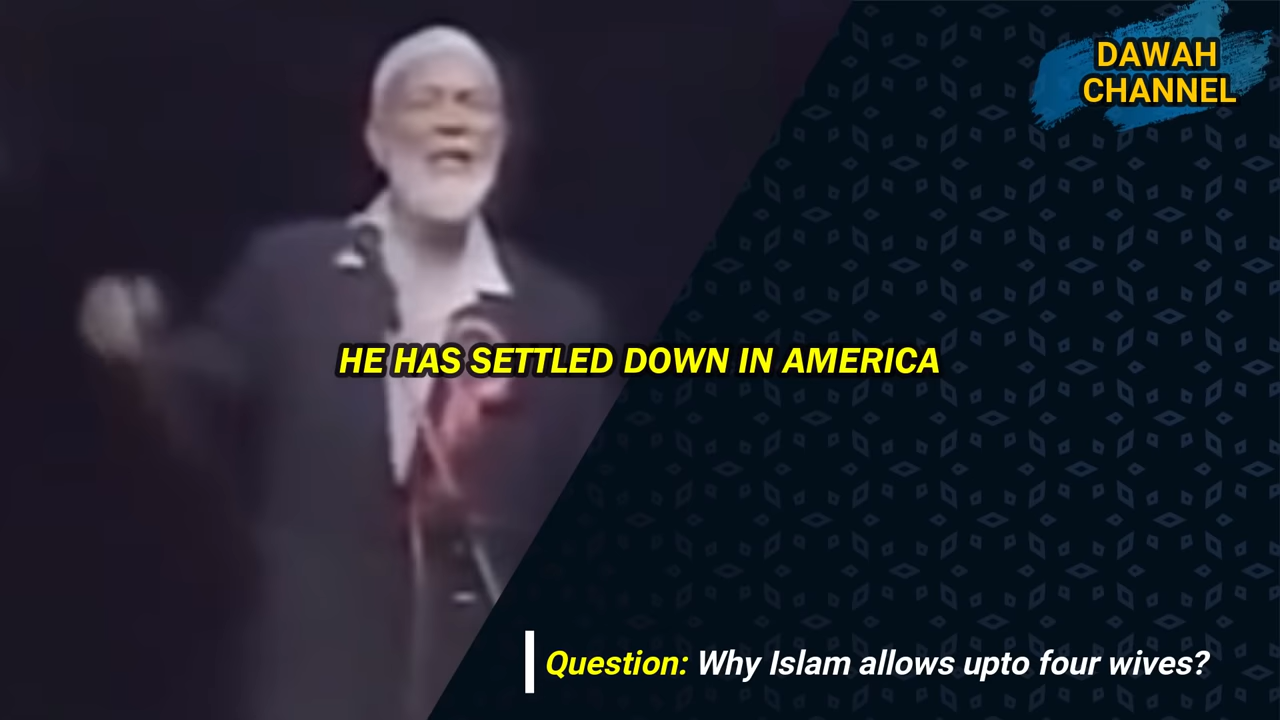 DAWAH
CHANNEL
HE HAS SETTLED DOWN IN AMERICA
Question: Why Islam allows upto four wives?